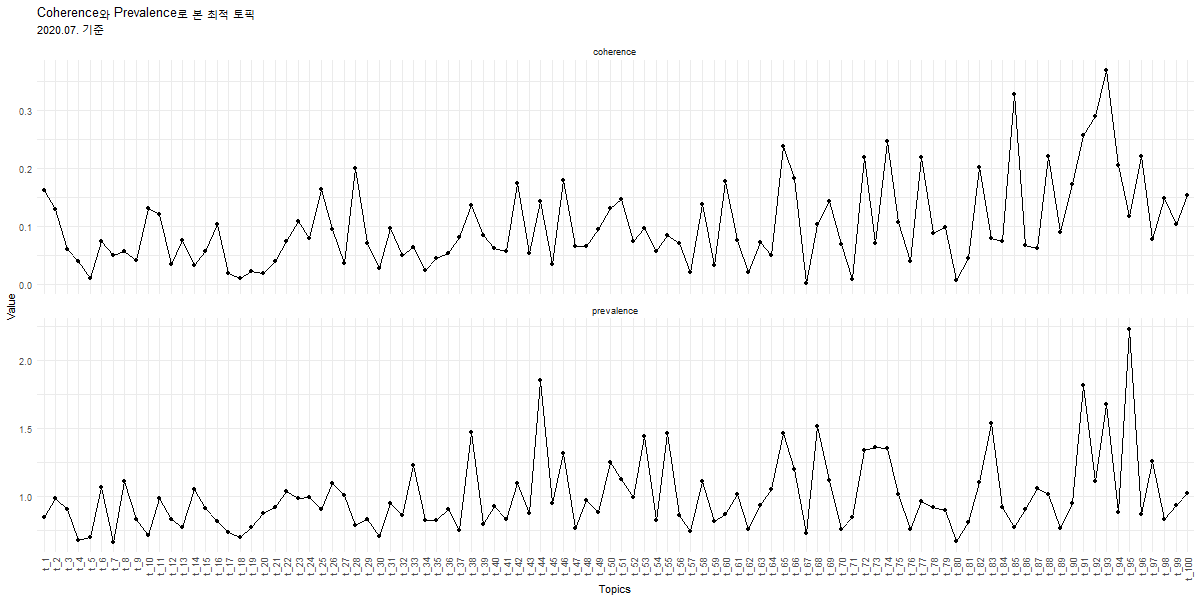 Coherence와 Prevalence로 본 최적 토픽
2020.07. 기준
coherence
0.3
0.2
0.1
0.0
Value
prevalence
2.0
1.5
1.0
t_1 t_2 t_3 t_4 t_5 t_6 t_7 t_8 t_9 t_10 t_11 t_12 t_13 t_14 t_15 t_16 t_17 t_18 t_19 t_20 t_21 t_22 t_23 t_24 t_25 t_26 t_27 t_28 t_29 t_30 t_31 t_32 t_33 t_34 t_35 t_36 t_37 t_38 t_39 t_40 t_41 t_42 t_43 t_44 t_45 t_46 t_47 t_48 t_49 t_50 t_51 t_52 t_53 t_54 t_55 t_56 t_57 t_58 t_59 t_60 t_61 t_62 t_63 t_64 t_65 t_66 t_67 t_68 t_69 t_70 t_71 t_72 t_73 t_74 t_75 t_76 t_77 t_78 t_79 t_80 t_81 t_82 t_83 t_84 t_85 t_86 t_87 t_88 t_89 t_90 t_91 t_92 t_93 t_94 t_95 t_96 t_97 t_98 t_99 t_100
Topics